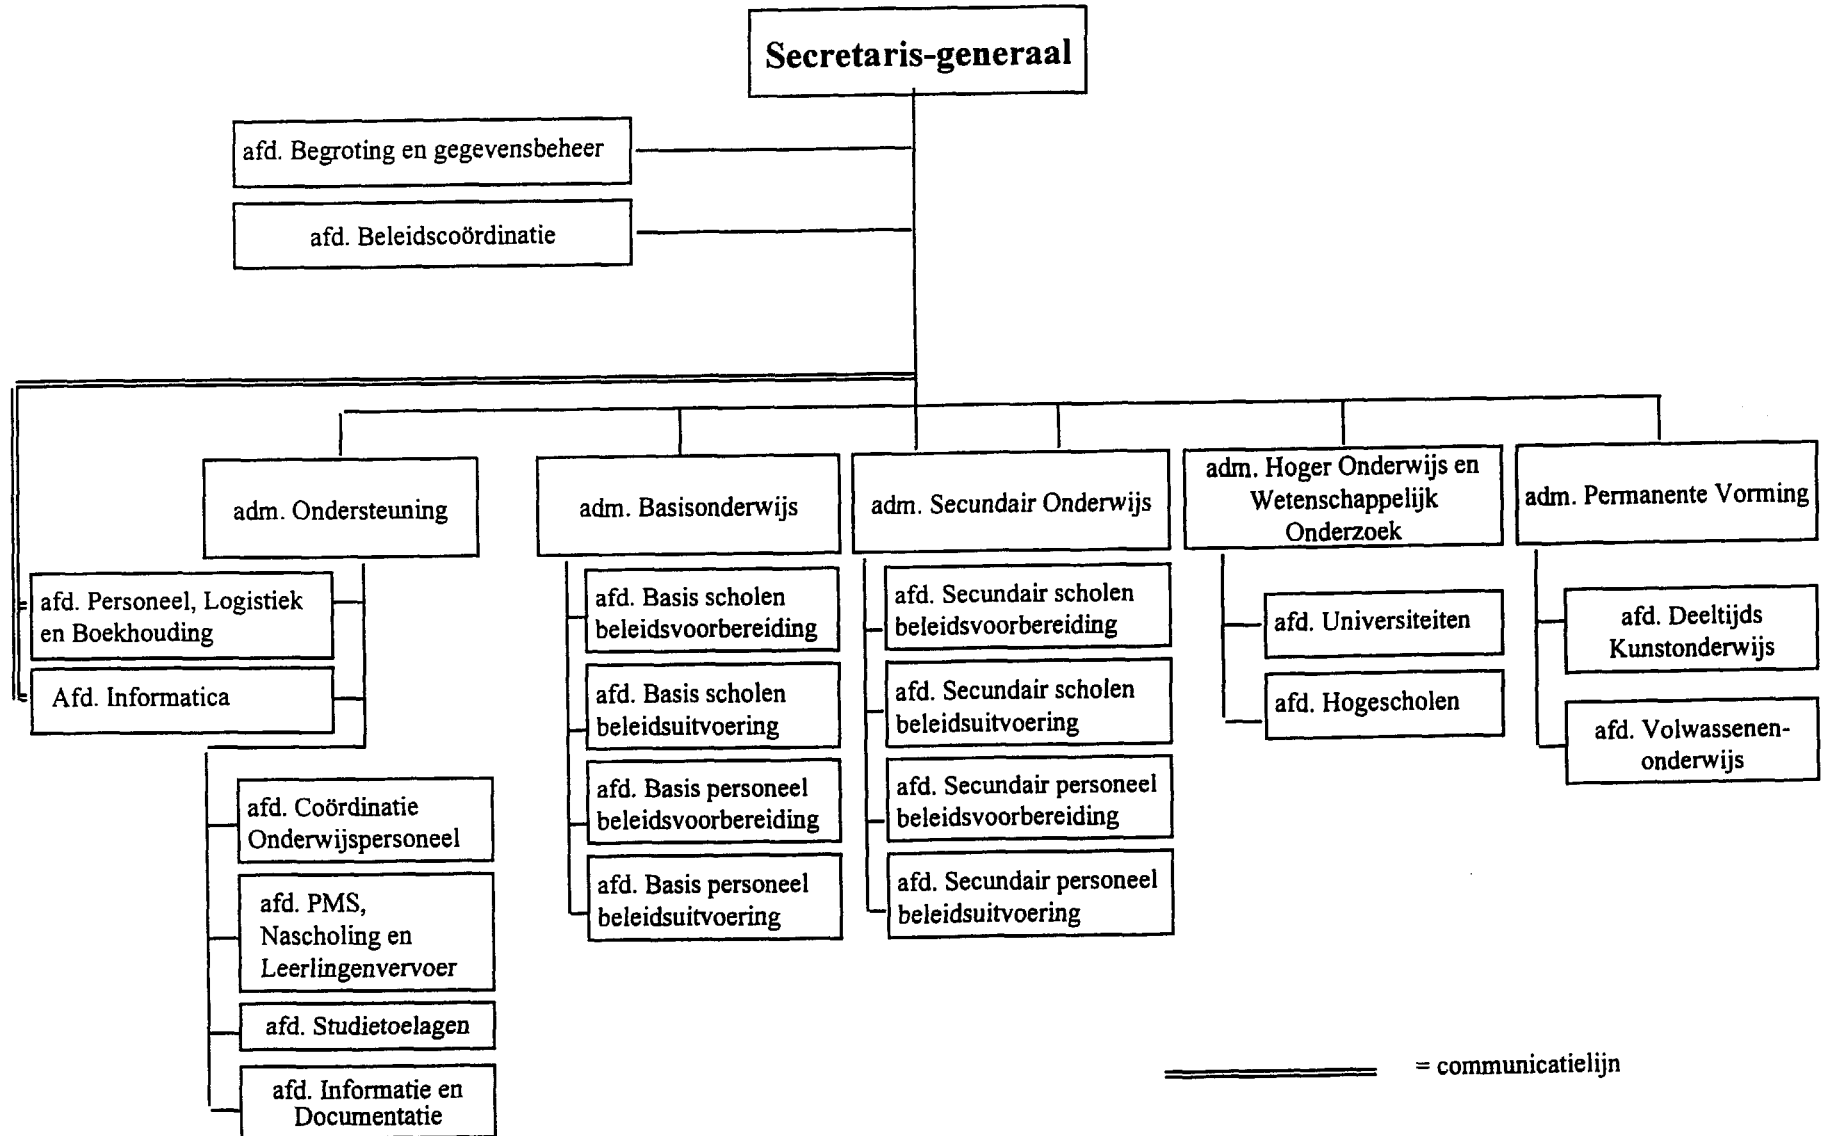 Secretaris-generaal
afd. Begroting en gegevensbeheer
afd. Beleidscoördinatie
adm. Ondersteuning
afd. Personeel, Logistiek
en Boekhouding
Afd. Informatica
afd. Coördinatie
Onderwijspersoneel
afd. PMS,
Nascholing en
Leerlingenvervoer
afd. Studietoelagen
afd. Informatie en
Documentatie
adm. Basisonderwijs
afd. Basis scholen
beleidsvoorbereiding
afd. Basis scholen
beleidsuitvoering
afd. Basis personeel
beleidsvoorbereiding
afd. Basis personeel
beleidsuitvoering
adm. Secundair Onderwijs
afd. Secundair scholen
beleidsvoorbereiding
afd. Secundair scholen
beleidsuitvoering
afd. Secundair personeel
beleidsvoorbereiding
afd. Secundair personeel
beleidsuitvoering
adm. Hoger Onderwijs en
Wetenschappelijk
Onderzoek
afd. Universiteiten
afd. Hogescholen
adm. Permanente Vorming
afd. Deeltijds
Kunstonderwijs
afd. Volwassenen-
onderwijs
= communicatielijn